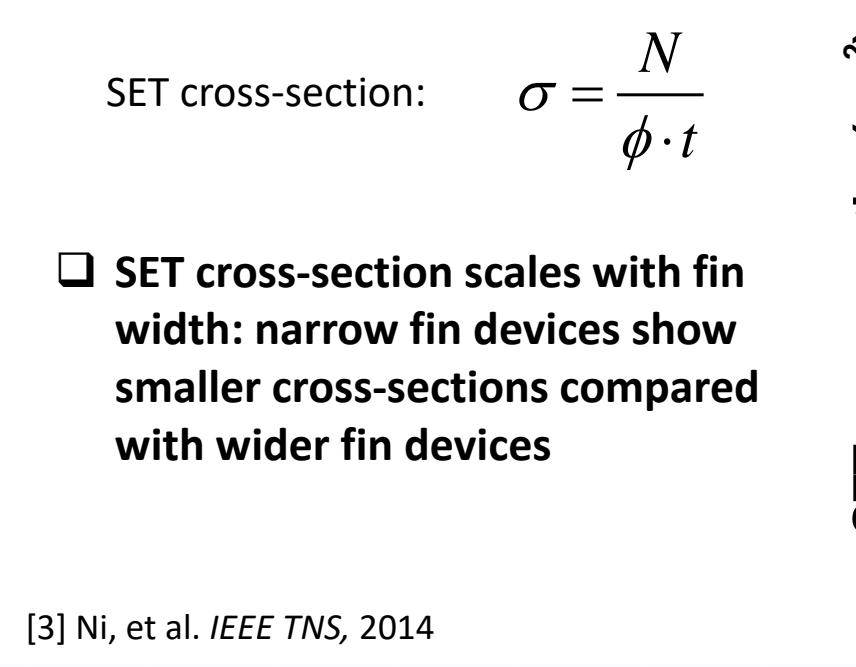 SET cross-section: σ = N / ϕ · t
❑ SET cross-section scales with fin
width: narrow fin devices show
smaller cross-sections compared
with wider fin devices
[3] Ni, et al. IEEE TNS, 2014